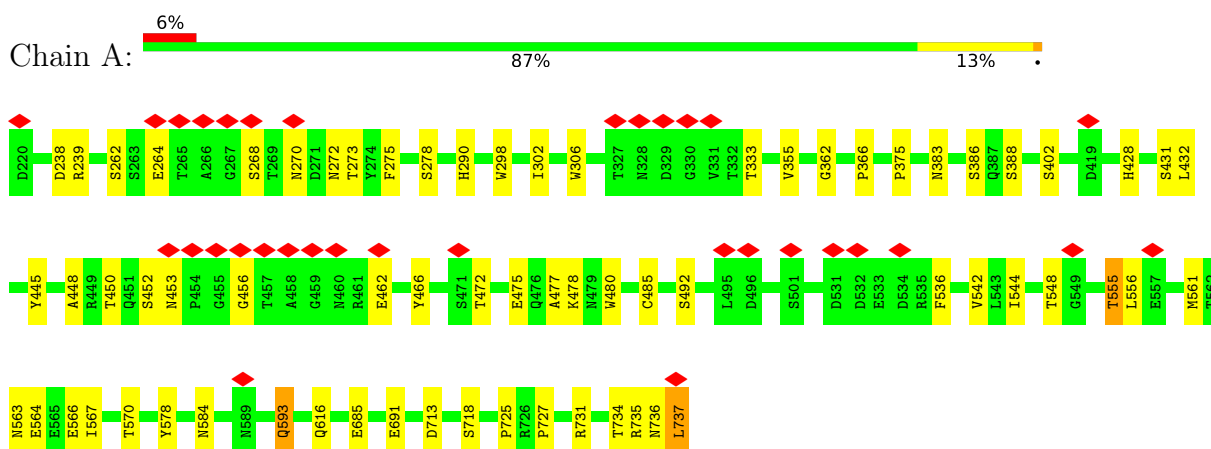 6%
Chain A:
87% 13% •
D220 D238 R239 S262 S263 E264 T265 A266 G267 S268 T269 N270 D271 N272 T273 Y274 F275 S278 H290 W298 I302 W306 T327 N328 D329 G330 V331 T332 T333 V355 G362 P366 P375 N383 S386 Q387 S388 S402 D419 H428 S431 L432
Y445 A448 R449 T450 Q451 S452 N453 P454 G455 G456 T457 A458 G459 N460 R461 E462 Y466 S471 T472 E475 Q476 A477 K478 N479 W480 C485 S492 L495 D496 S501 D531 D532 E533 D534 R535 F536 V542 L543 I544 T548 G549 T555 L556 E557 M561 T562
N563 E564 E565 E566 I567 T570 Y578 N584 N589 Q593 Q616 E685 E691 D713 S718 P725 R726 P727 R731 T734 R735 N736 L737